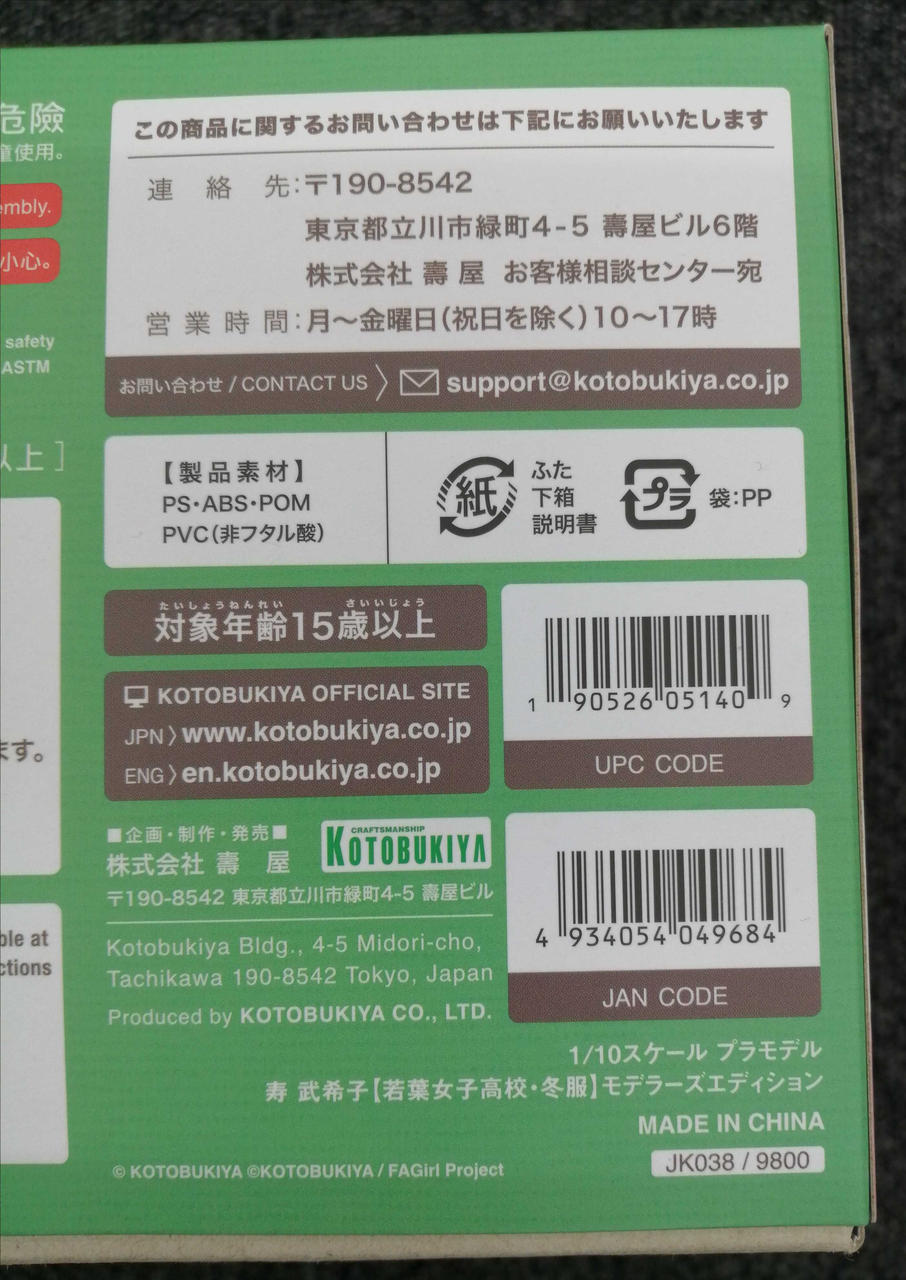 危險
童使用。
embly.
小心。
safety
ASTM
以上 ]
ます。
ble at
ctions
この商品に関するお問い合わせは下記にお願いいたします
連絡先:〒190-8542
東京都立川市緑町4-5 壽屋ビル6階
株式会社 壽屋 お客様相談センター宛
営業時間:月〜金曜日(祝日を除く)10〜17時
お問い合わせ / CONTACT US 〉 support@kotobukiya.co.jp
【製品素材】
PS・ABS・POM
PVC(非フタル酸)
紙
ふた
下箱
説明書
プラ
袋:PP
たいしょうねんれい さいいじょう
対象年齢15歳以上
KOTOBUKIYA OFFICIAL SITE
JPN 〉www.kotobukiya.co.jp
ENG 〉en.kotobukiya.co.jp
1 90526 05140 9
UPC CODE
■企画・制作・発売■
株式会社 壽屋
CRAFTSMANSHIP
KOTOBUKIYA
〒190-8542 東京都立川市緑町4-5 壽屋ビル
Kotobukiya Bldg., 4-5 Midori-cho,
Tachikawa 190-8542 Tokyo, Japan
Produced by KOTOBUKIYA CO., LTD.
4 934054 049684
JAN CODE
1/10スケール プラモデル
寿 武希子【若葉女子高校・冬服】モデラーズエディション
MADE IN CHINA
JK038 / 9800
© KOTOBUKIYA ©KOTOBUKIYA / FAGirl Project